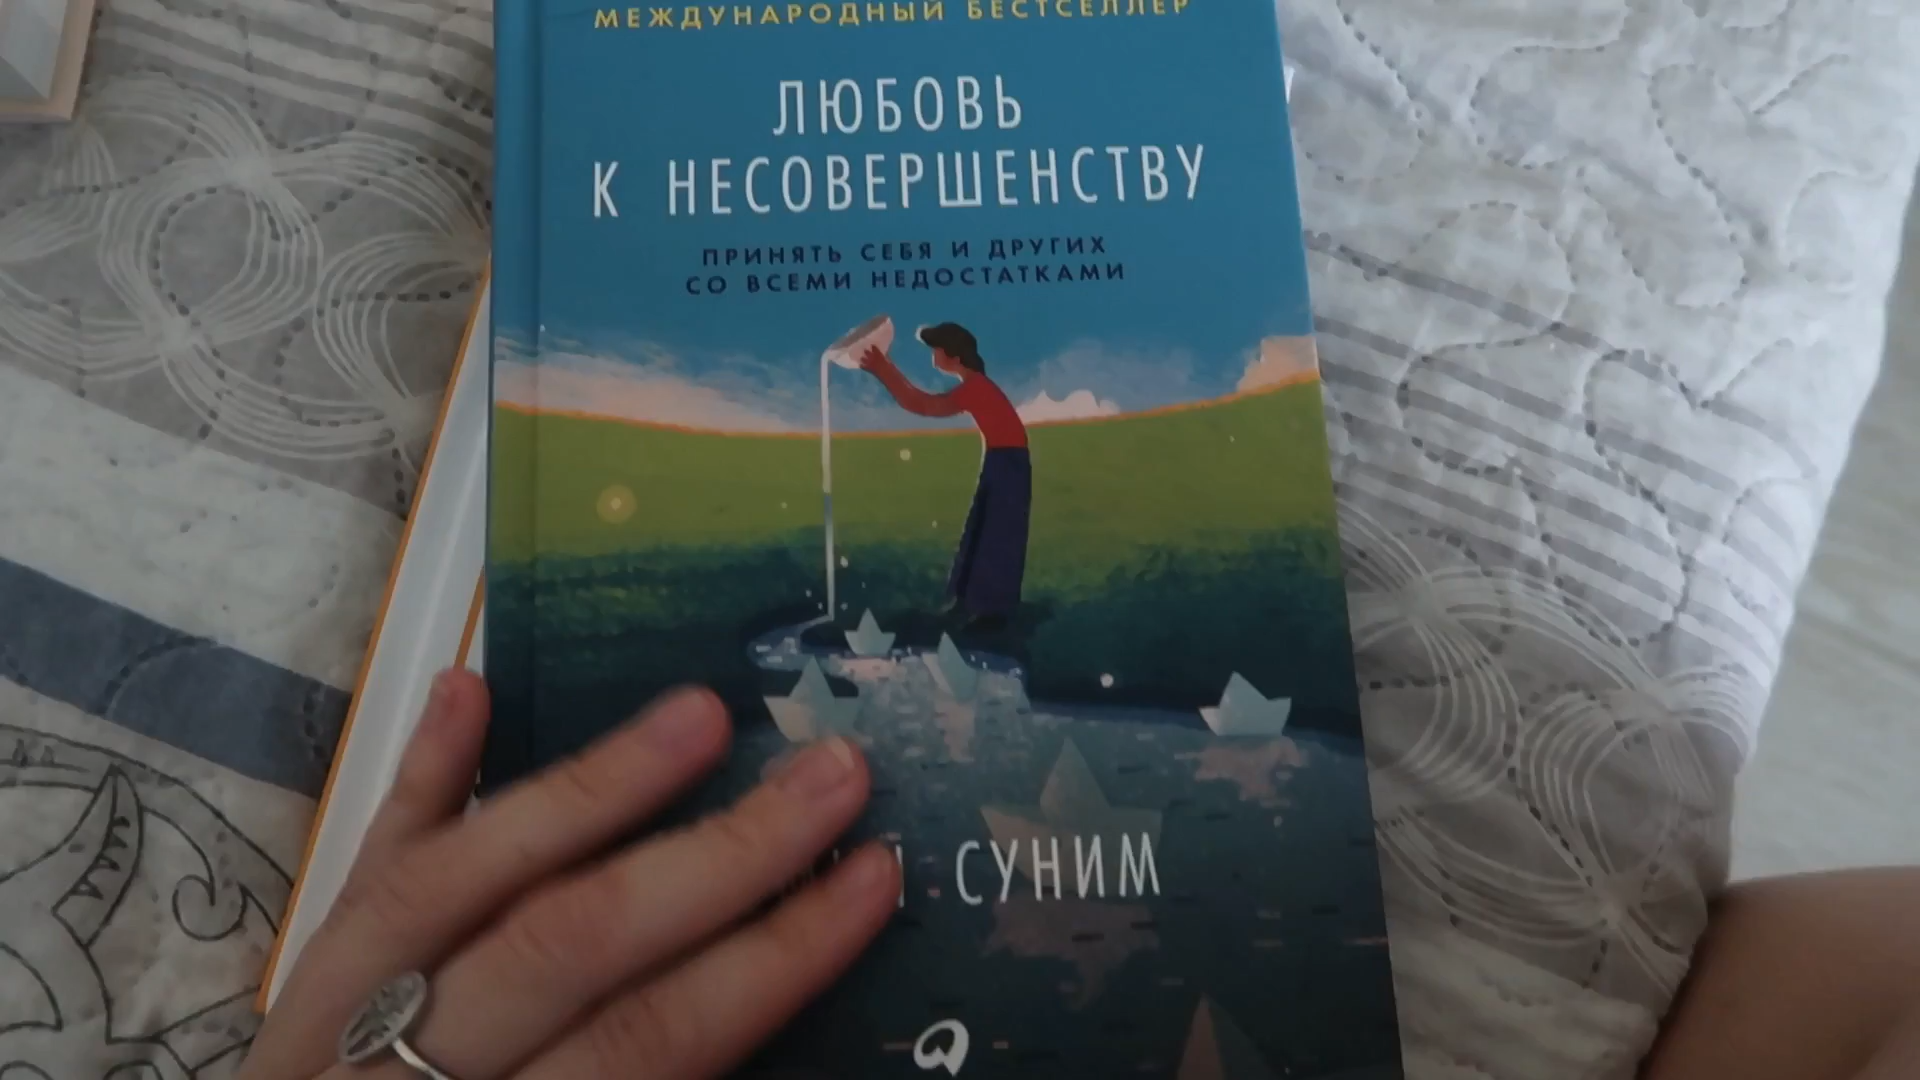 МЕЖДУНАРОДНЫЙ БЕСТСЕЛЛЕР
ЛЮБОВЬ
К НЕСОВЕРШЕНСТВУ
ПРИНЯТЬ СЕБЯ И ДРУГИХ
СО ВСЕМИ НЕДОСТАТКАМИ
СУНИМ